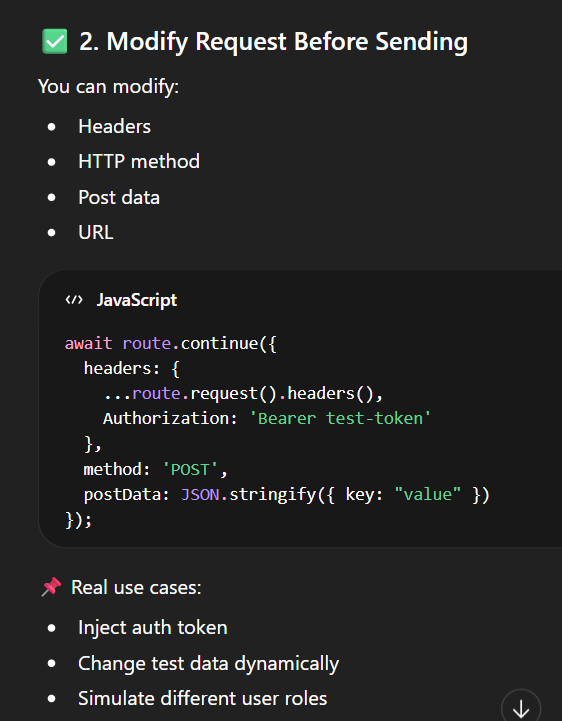 ✅ 2. Modify Request Before Sending
You can modify:
• Headers
• HTTP method
• Post data
• URL
</> JavaScript
await route.continue({
  headers: {
    ...route.request().headers(),
    Authorization: 'Bearer test-token'
  },
  method: 'POST',
  postData: JSON.stringify({ key: "value" })
});
📌 Real use cases:
• Inject auth token
• Change test data dynamically
• Simulate different user roles